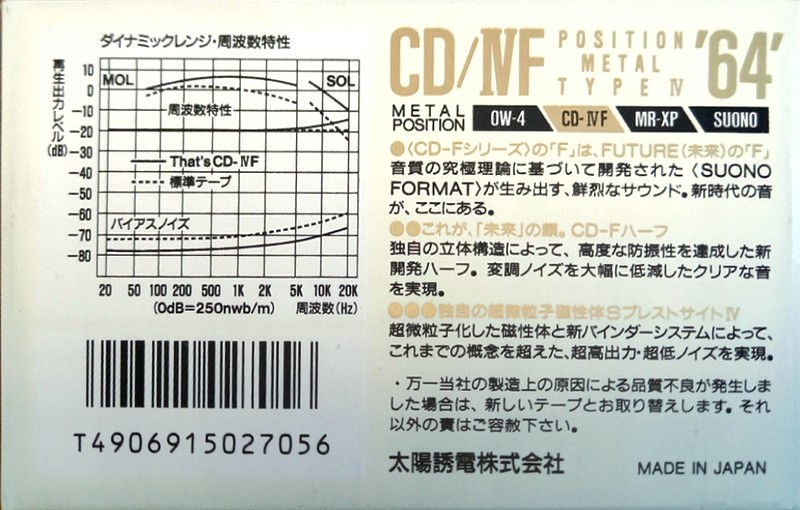 ダイナミックレンジ・周波数特性
再生出力レベル(dB)
10
0
−10
−20
−30
−40
−50
−60
−70
−80
MOL
SOL
周波数特性
That's CD-ⅣF
標準テープ
バイアスノイズ
20 50 100 200 500 1K 2K 5K 10K 20K
(0dB=250nwb/m) 周波数(Hz)
T4906915027056
CD/ⅣF POSITION METAL TYPE Ⅳ '64'
METAL POSITION OW-4 CD-ⅣF MR-XP SUONO
●〈CD-Fシリーズ〉の「F」は、FUTURE(未来)の「F」
音質の究極理論に基づいて開発された〈SUONO
FORMAT〉が生み出す、鮮烈なサウンド。新時代の音
が、ここにある。
●●これが、「未来」の顔。CD-Fハーフ
独自の立体構造によって、高度な防振性を達成した新
開発ハーフ。変調ノイズを大幅に低減したクリアな音
を実現。
●●●独自の超微粒子磁性体SブレストサイトⅣ
超微粒子化した磁性体と新バインダーシステムによって、
これまでの概念を超えた、超高出力・超低ノイズを実現。
・万一当社の製造上の原因による品質不良が発生しま
した場合は、新しいテープとお取り替えします。それ
以外の責はご容赦下さい。
太陽誘電株式会社 MADE IN JAPAN